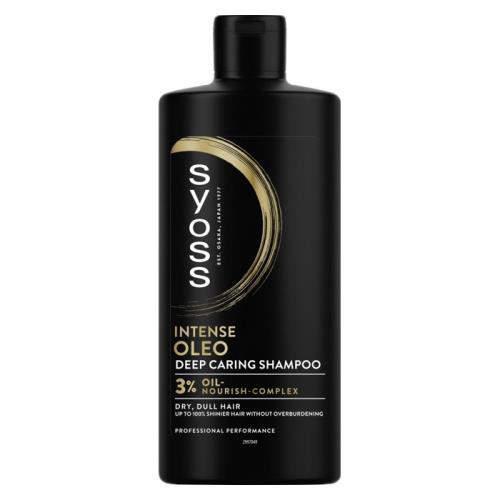 syoss
EST. OSAKA, JAPAN 1977
INTENSE
OLEO
DEEP CARING SHAMPOO
3% OIL-
NOURISH-COMPLEX
DRY, DULL HAIR
UP TO 100% SHINIER HAIR WITHOUT OVERBURDENING
PROFESSIONAL PERFORMANCE